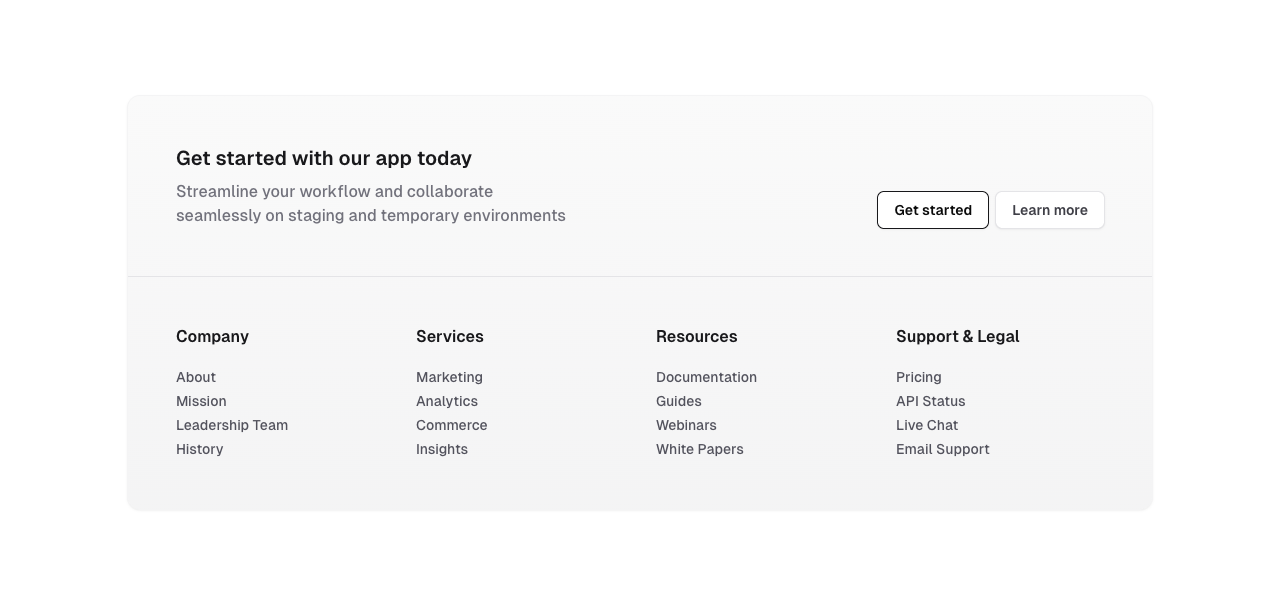 Get started with our app today
Streamline your workflow and collaborate
seamlessly on staging and temporary environments
Get started
Learn more
Company
About
Mission
Leadership Team
History
Services
Marketing
Analytics
Commerce
Insights
Resources
Documentation
Guides
Webinars
White Papers
Support & Legal
Pricing
API Status
Live Chat
Email Support